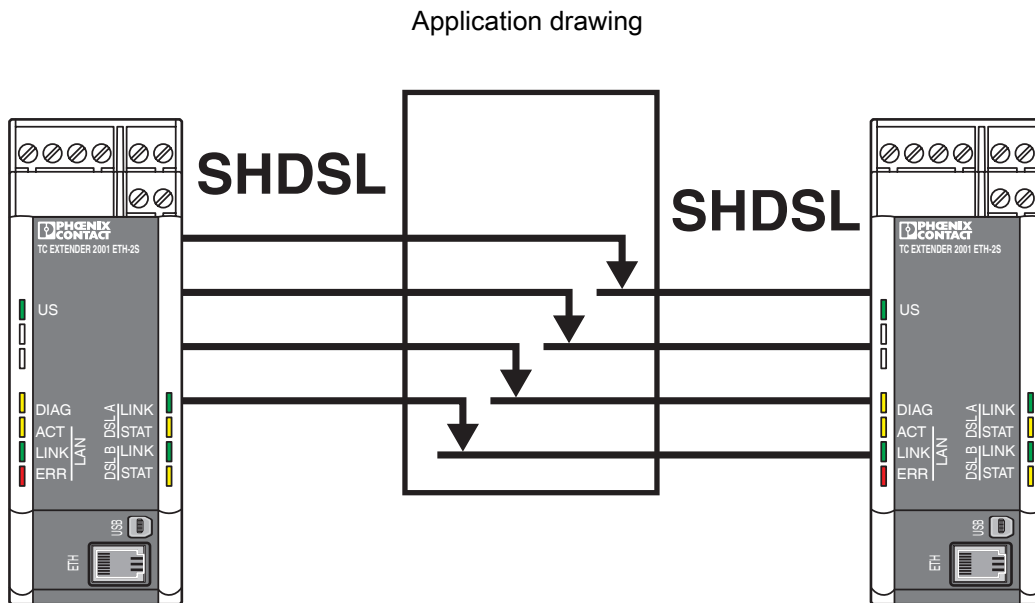 Application drawing
SHDSL
SHDSL
PHŒNIX
CONTACT
TC EXTENDER 2001 ETH-2S
US
DIAG
ACT
LINK
ERR
LAN
DSL A
LINK
STAT
DSL B
LINK
STAT
USB
ETH
PHŒNIX
CONTACT
TC EXTENDER 2001 ETH-2S
US
DIAG
ACT
LINK
ERR
LAN
DSL A
LINK
STAT
DSL B
LINK
STAT
USB
ETH